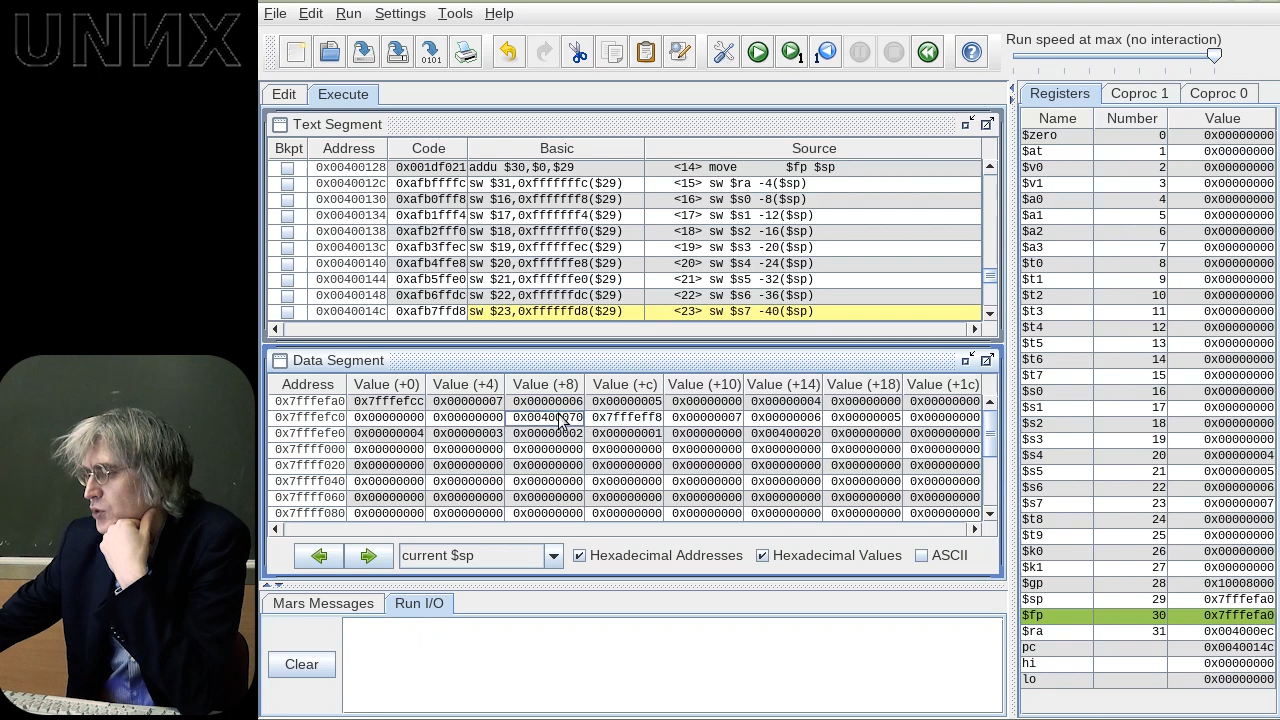 UNИX
File Edit Run Settings Tools Help
Run speed at max (no interaction)
Edit Execute
Text Segment
Bkpt Address Code Basic Source
0x00400128 0x001df021 addu $30,$0,$29 <14> move $fp $sp
0x0040012c 0xafbffffc sw $31,0xfffffffc($29) <15> sw $ra -4($sp)
0x00400130 0xafb0fff8 sw $16,0xfffffff8($29) <16> sw $s0 -8($sp)
0x00400134 0xafb1fff4 sw $17,0xfffffff4($29) <17> sw $s1 -12($sp)
0x00400138 0xafb2fff0 sw $18,0xfffffff0($29) <18> sw $s2 -16($sp)
0x0040013c 0xafb3ffec sw $19,0xffffffec($29) <19> sw $s3 -20($sp)
0x00400140 0xafb4ffe8 sw $20,0xffffffe8($29) <20> sw $s4 -24($sp)
0x00400144 0xafb5ffe0 sw $21,0xffffffe0($29) <21> sw $s5 -32($sp)
0x00400148 0xafb6ffdc sw $22,0xffffffdc($29) <22> sw $s6 -36($sp)
0x0040014c 0xafb7ffd8 sw $23,0xffffffd8($29) <23> sw $s7 -40($sp)
Data Segment
Address Value (+0) Value (+4) Value (+8) Value (+c) Value (+10) Value (+14) Value (+18) Value (+1c)
0x7fffefa0 0x7fffefcc 0x00000007 0x00000006 0x00000005 0x00000000 0x00000004 0x00000000 0x00000000
0x7fffefc0 0x00000000 0x00000000 0x00400070 0x7fffeff8 0x00000007 0x00000006 0x00000005 0x00000000
0x7fffefe0 0x00000004 0x00000003 0x00000002 0x00000001 0x00000000 0x00400020 0x00000000 0x00000000
0x7ffff000 0x00000000 0x00000000 0x00000000 0x00000000 0x00000000 0x00000000 0x00000000 0x00000000
0x7ffff020 0x00000000 0x00000000 0x00000000 0x00000000 0x00000000 0x00000000 0x00000000 0x00000000
0x7ffff040 0x00000000 0x00000000 0x00000000 0x00000000 0x00000000 0x00000000 0x00000000 0x00000000
0x7ffff060 0x00000000 0x00000000 0x00000000 0x00000000 0x00000000 0x00000000 0x00000000 0x00000000
0x7ffff080 0x00000000 0x00000000 0x00000000 0x00000000 0x00000000 0x00000000 0x00000000 0x00000000
current $sp Hexadecimal Addresses Hexadecimal Values ASCII
Mars Messages Run I/O
Clear
Registers Coproc 1 Coproc 0
Name Number Value
$zero 0 0x00000000
$at 1 0x00000000
$v0 2 0x00000000
$v1 3 0x00000000
$a0 4 0x00000000
$a1 5 0x00000000
$a2 6 0x00000000
$a3 7 0x00000000
$t0 8 0x00000000
$t1 9 0x00000000
$t2 10 0x00000000
$t3 11 0x00000000
$t4 12 0x00000000
$t5 13 0x00000000
$t6 14 0x00000000
$t7 15 0x00000000
$s0 16 0x00000000
$s1 17 0x00000000
$s2 18 0x00000000
$s3 19 0x00000000
$s4 20 0x00000004
$s5 21 0x00000005
$s6 22 0x00000006
$s7 23 0x00000007
$t8 24 0x00000000
$t9 25 0x00000000
$k0 26 0x00000000
$k1 27 0x00000000
$gp 28 0x10008000
$sp 29 0x7fffefa0
$fp 30 0x7fffefa0
$ra 31 0x004000ec
pc 0x0040014c
hi 0x00000000
lo 0x00000000